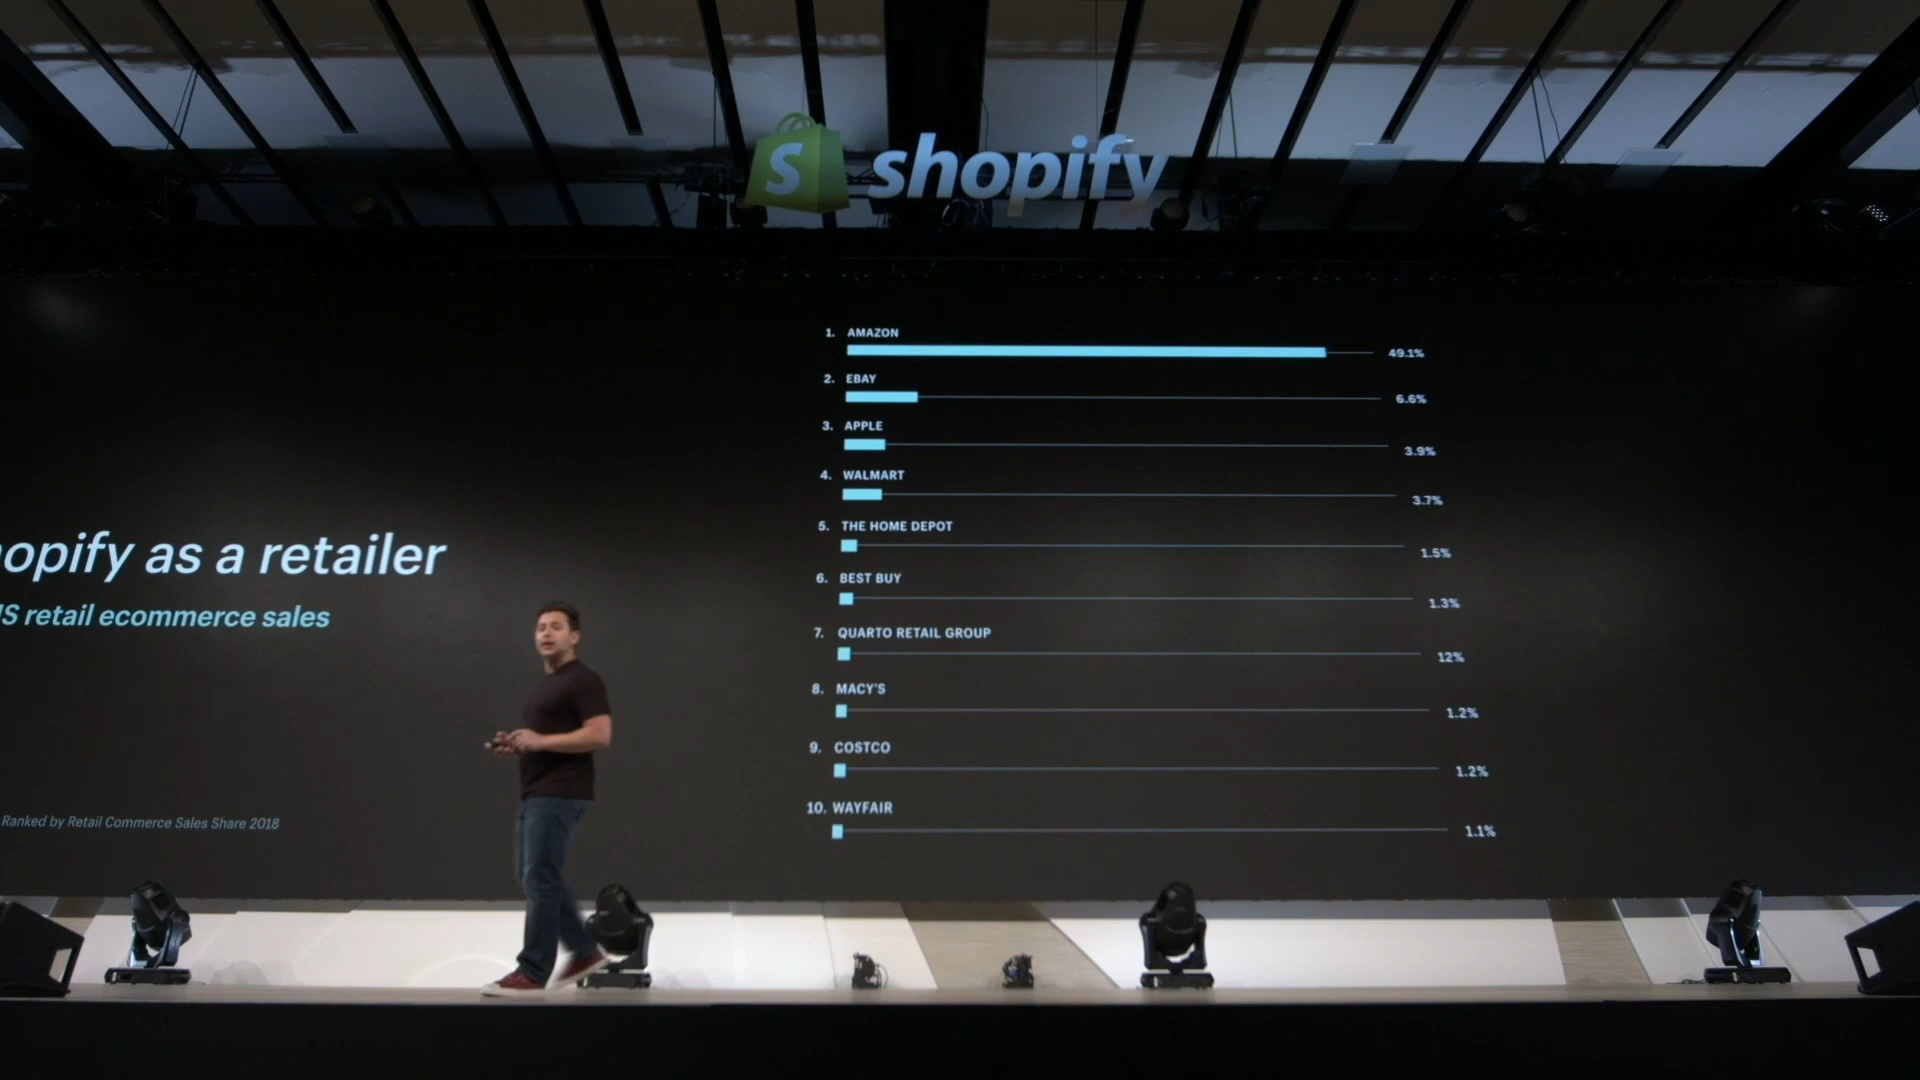 S shopify
1. AMAZON
49.1%
2. EBAY
6.6%
3. APPLE
3.9%
4. WALMART
3.7%
5. THE HOME DEPOT
1.5%
6. BEST BUY
1.3%
7. QUARTO RETAIL GROUP
12%
8. MACY'S
1.2%
9. COSTCO
1.2%
10. WAYFAIR
1.1%
opify as a retailer
S retail ecommerce sales
Ranked by Retail Commerce Sales Share 2018